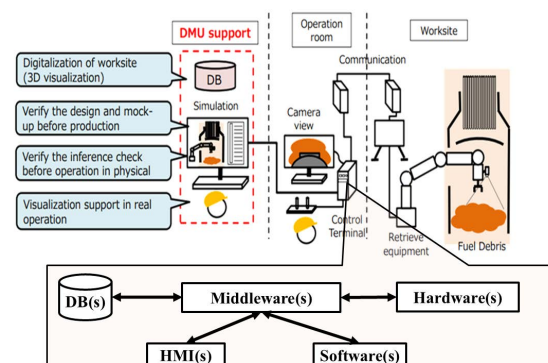 DMU support
Operation
room
Worksite
Communication
Digitalization of worksite
(3D visualization)
DB
Simulation
Camera
view
Verify the design and mock-
up before production
Verify the inference check
before operation in physical
Visualization support in real
operation
Control
Terminal
Retrieve
equipment
Fuel Debris
DB(s)
Middleware(s)
Hardware(s)
HMI(s)
Software(s)